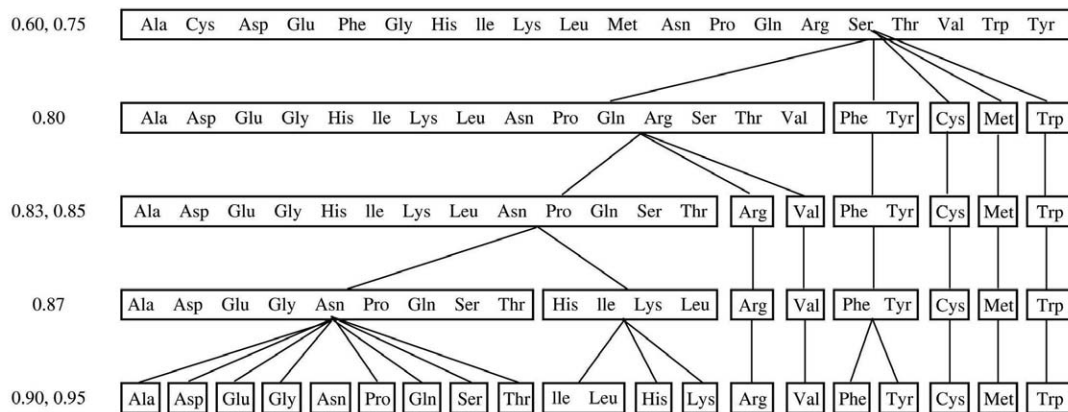 0.60, 0.75 Ala Cys Asp Glu Phe Gly His lle Lys Leu Met Asn Pro Gln Arg Ser Thr Val Trp Tyr
0.80 Ala Asp Glu Gly His lle Lys Leu Asn Pro Gln Arg Ser Thr Val Phe Tyr Cys Met Trp
0.83, 0.85 Ala Asp Glu Gly His lle Lys Leu Asn Pro Gln Ser Thr Arg Val Phe Tyr Cys Met Trp
0.87 Ala Asp Glu Gly Asn Pro Gln Ser Thr His lle Lys Leu Arg Val Phe Tyr Cys Met Trp
0.90, 0.95 Ala Asp Glu Gly Asn Pro Gln Ser Thr lle Leu His Lys Arg Val Phe Tyr Cys Met Trp